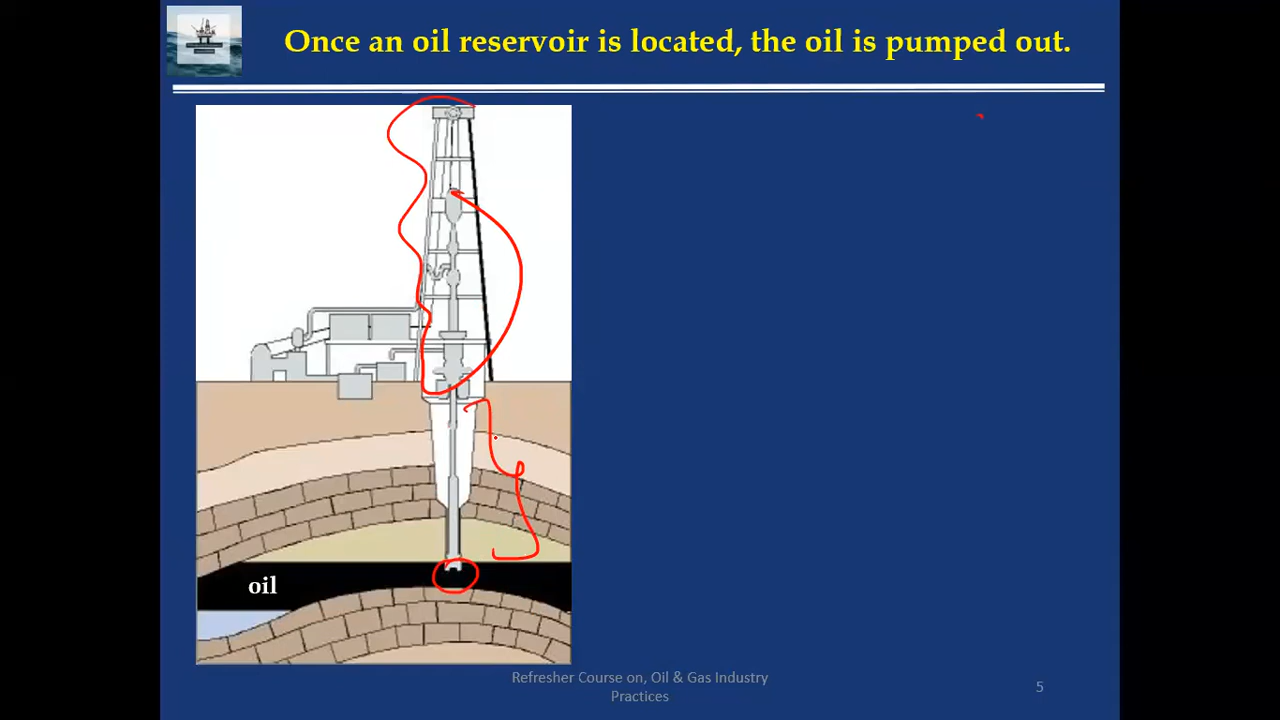 Once an oil reservoir is located, the oil is pumped out.
oil
Refresher Course on, Oil & Gas Industry
Practices
5